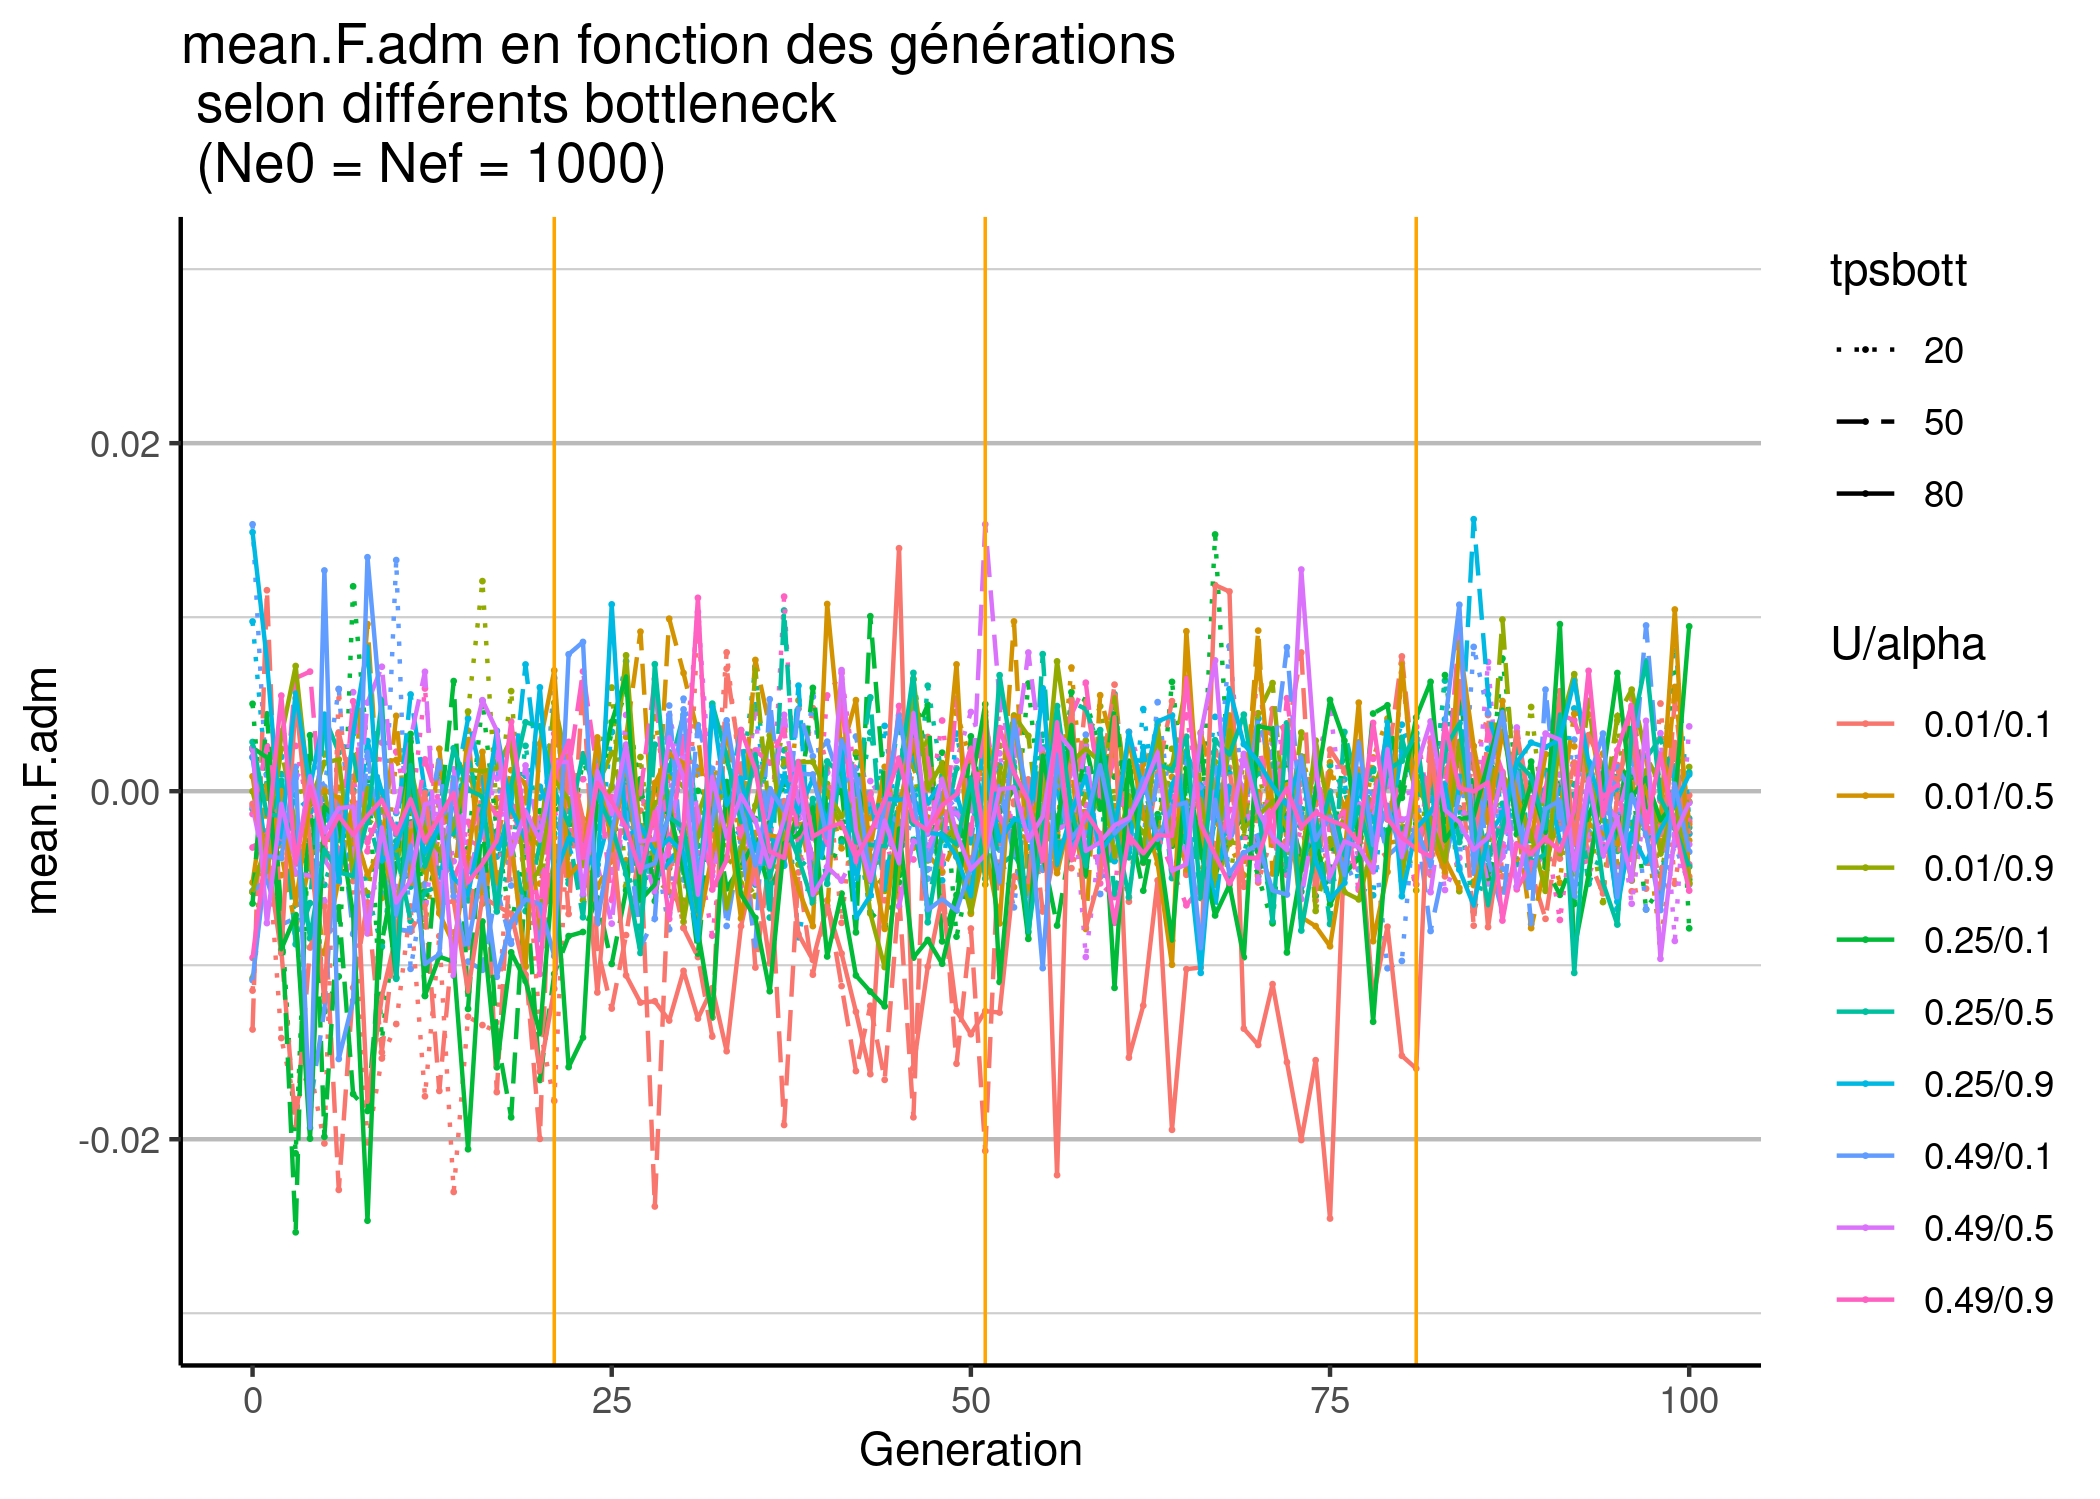 mean.F.adm en fonction des générations
selon différents bottleneck
(Ne0 = Nef = 1000)
mean.F.adm
0.02
0.00
-0.02
0
25
50
75
100
Generation
tpsbott
20
50
80
U/alpha
0.01/0.1
0.01/0.5
0.01/0.9
0.25/0.1
0.25/0.5
0.25/0.9
0.49/0.1
0.49/0.5
0.49/0.9